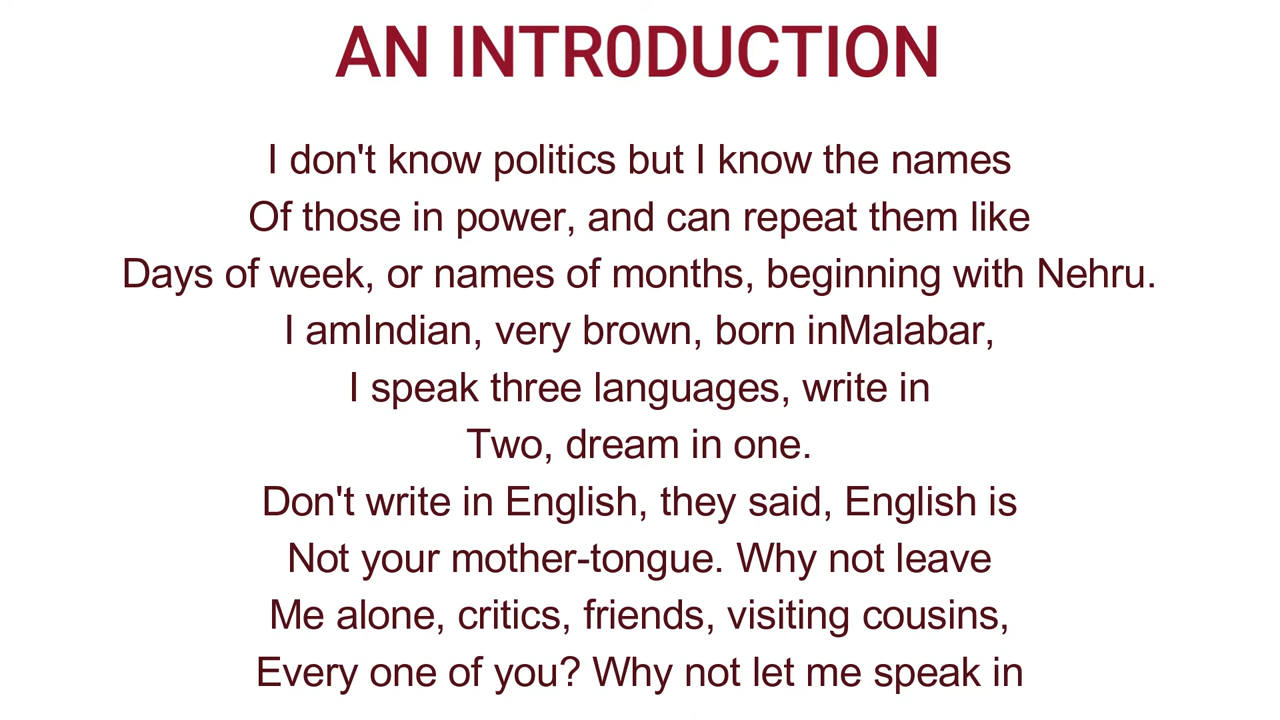 AN INTR0DUCTION
I don't know politics but I know the names
Of those in power, and can repeat them like
Days of week, or names of months, beginning with Nehru.
I amIndian, very brown, born inMalabar,
I speak three languages, write in
Two, dream in one.
Don't write in English, they said, English is
Not your mother-tongue. Why not leave
Me alone, critics, friends, visiting cousins,
Every one of you? Why not let me speak in